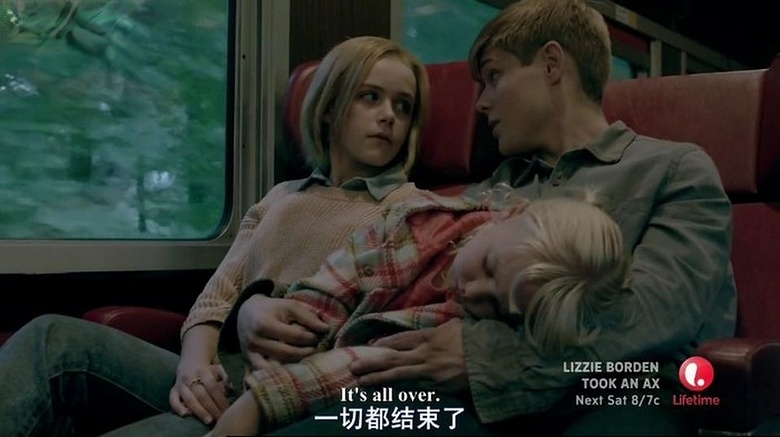 LIZZIE BORDEN
TOOK AN AX
Next Sat 8/7c
Lifetime
It's all over.
一切都结束了